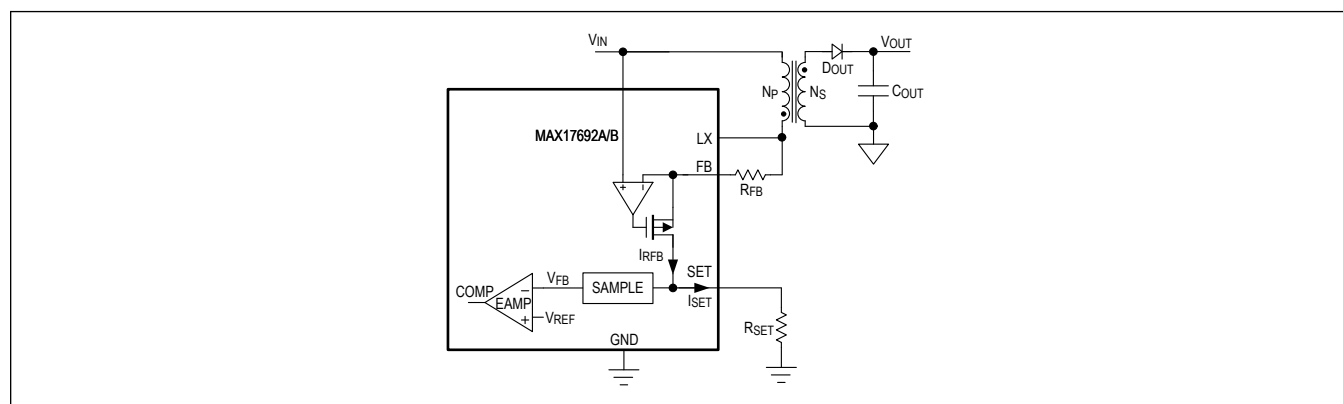 VIN
VOUT
DOUT
NP
NS
COUT
MAX17692A/B
LX
FB
RFB
IRFB
SET
VFB
SAMPLE
ISET
COMP
EAMP
VREF
RSET
GND